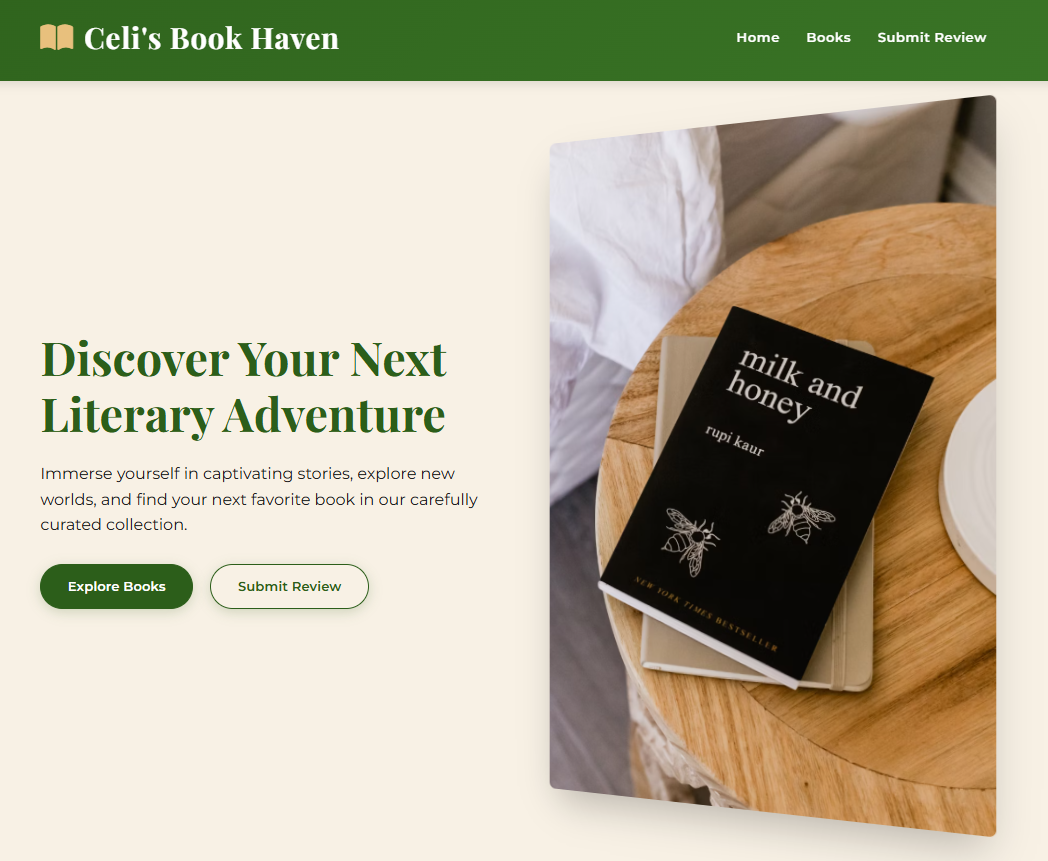 Celi's Book Haven
Home Books Submit Review
Discover Your Next
Literary Adventure
Immerse yourself in captivating stories, explore new
worlds, and find your next favorite book in our carefully
curated collection.
Explore Books Submit Review
milk and
honey
rupi kaur
NEW YORK TIMES BESTSELLER